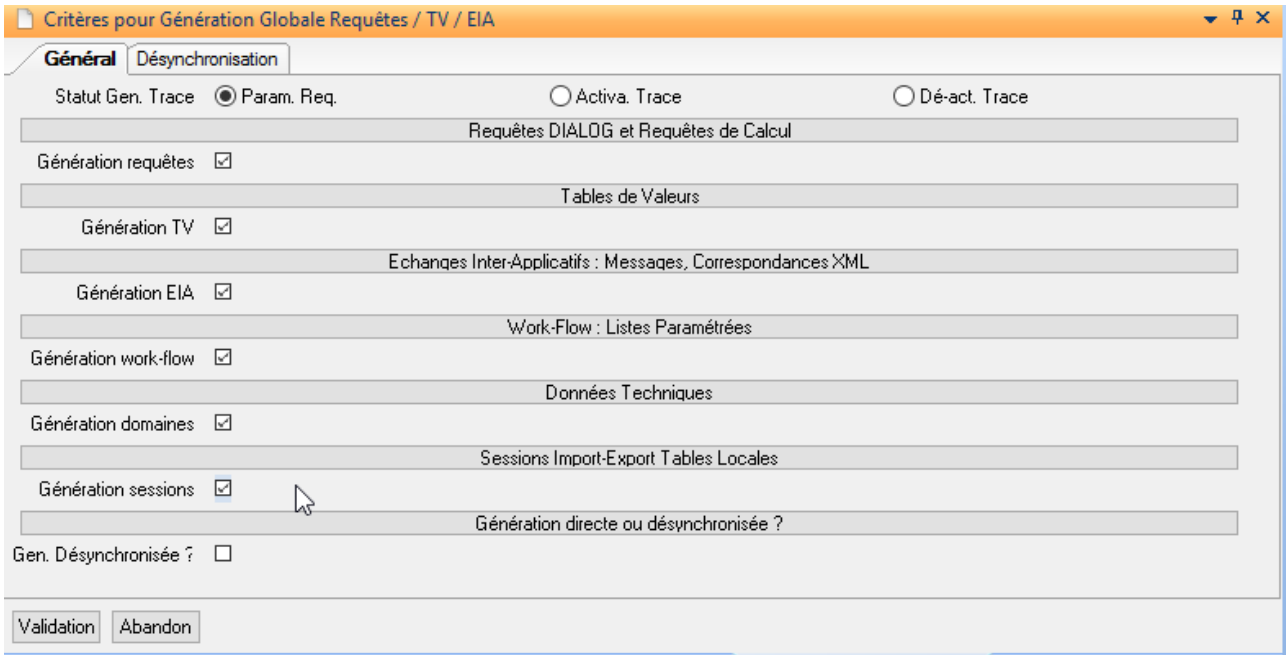 Critères pour Génération Globale Requêtes / TV / EIA
Général Désynchronisation
Statut Gen. Trace Param. Req. Activa. Trace Dé-act. Trace
Requêtes DIALOG et Requêtes de Calcul
Génération requêtes
Tables de Valeurs
Génération TV
Echanges Inter-Applicatifs : Messages, Correspondances XML
Génération EIA
Work-Flow : Listes Paramétrées
Génération work-flow
Données Techniques
Génération domaines
Sessions Import-Export Tables Locales
Génération sessions
Génération directe ou désynchronisée ?
Gen. Désynchronisée ?
Validation Abandon